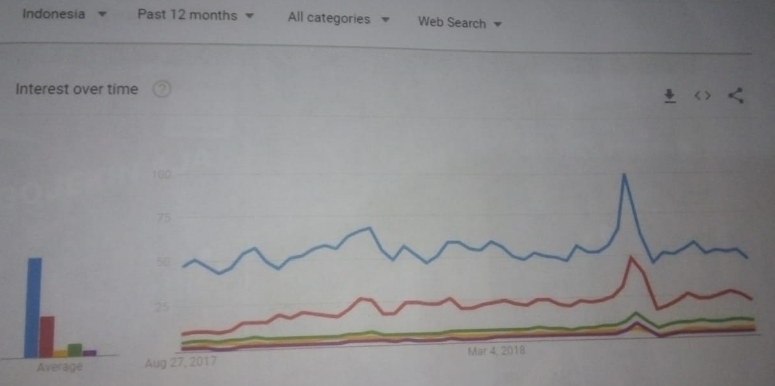 Indonesia Past 12 months All categories Web Search
Interest over time ?
100
75
50
25
Average
Aug 27, 2017 Mar 4, 2018